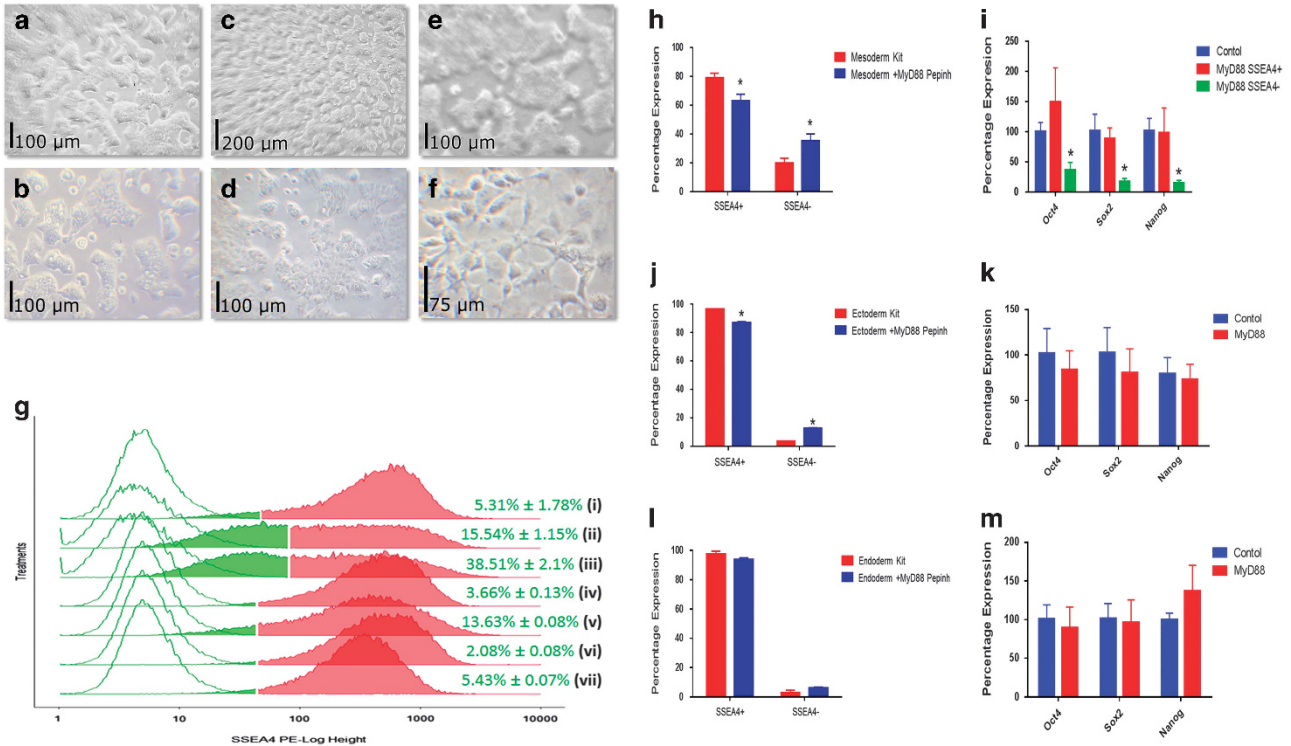 a
100 µm
c
200 µm
e
100 µm
b
100 µm
d
100 µm
f
75 µm
g
Treatments
5.31% ± 1.78% (i)
15.54% ± 1.15% (ii)
38.51% ± 2.1% (iii)
3.66% ± 0.13% (iv)
13.63% ± 0.08% (v)
2.08% ± 0.08% (vi)
5.43% ± 0.07% (vii)
1 10 100 1000 10000
SSEA4 PE-Log Height
h
Percentage Expression
100
80
60
40
20
0
* *
SSEA4+ SSEA4-
Mesoderm Kit
Mesoderm +MyD88 Pepinh
i
Percentage Expresion
250
200
150
100
50
0
* * *
Oct4 Sox2 Nanog
Contol
MyD88 SSEA4+
MyD88 SSEA4-
j
Percentage Expression
100
80
60
40
20
0
* *
SSEA4+ SSEA4-
Ectoderm Kit
Ectoderm +MyD88 Pepinh
k
Percentage Expression
150
100
50
0
Oct4 Sox2 Nanog
Contol
MyD88
l
Percentage Expression
100
80
60
40
20
0
SSEA4+ SSEA4-
Endoderm Kit
Endoderm +MyD88 Pepinh
m
Percentage Expression
200
150
100
50
0
Oct4 Sox2 Nanog
Contol
MyD88